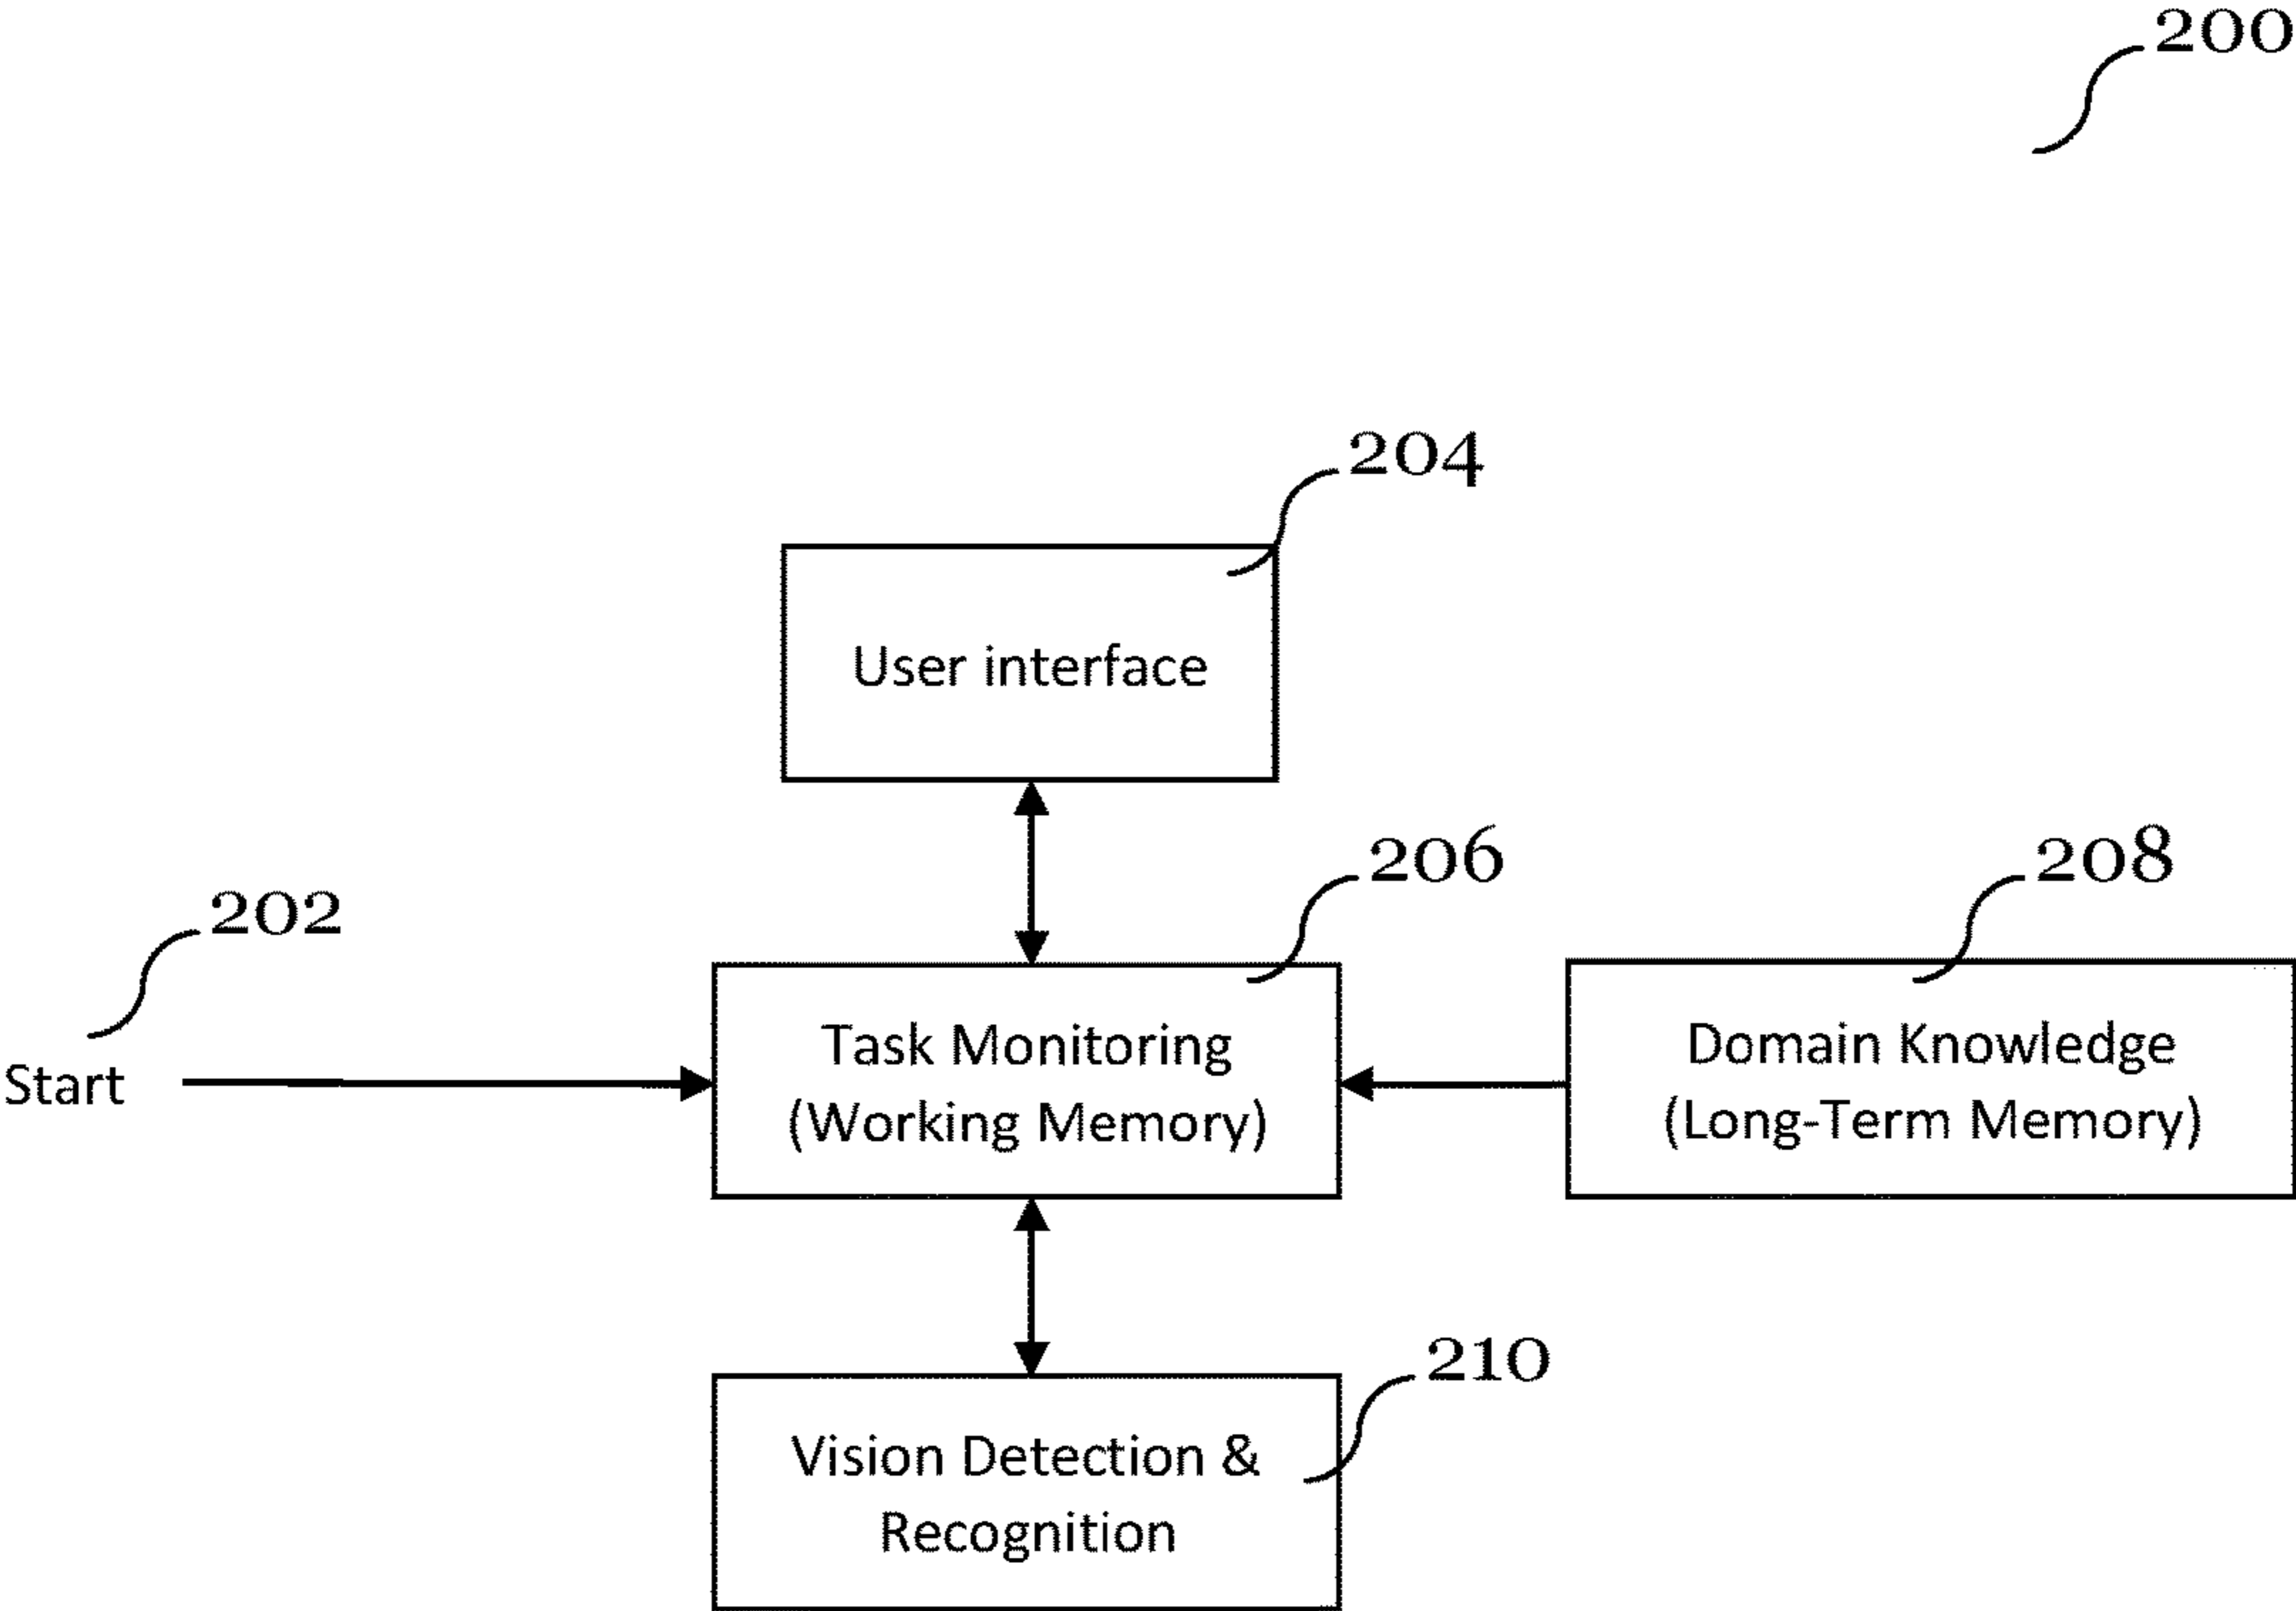 200
204
User interface
206
208
202
Task Monitoring
(Working Memory)
Domain Knowledge
(Long-Term Memory)
Start
210
Vision Detection &
Recognition